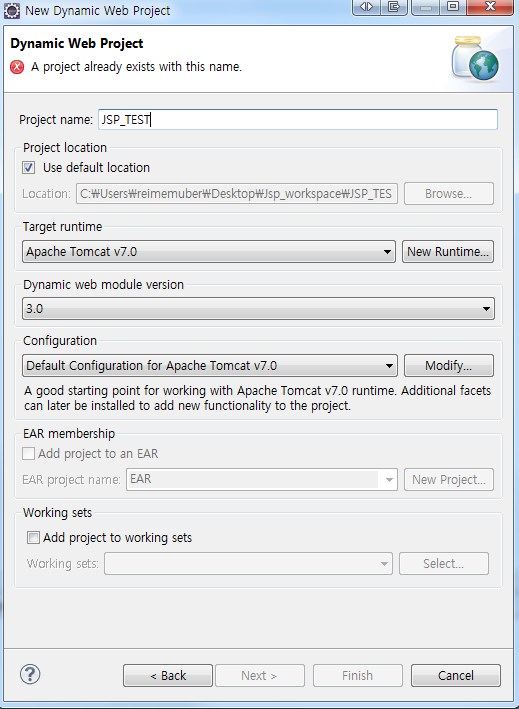 New Dynamic Web Project
Dynamic Web Project
A project already exists with this name.
Project name: JSP_TEST
Project location
Use default location
Location: C:₩Users₩reimemuber₩Desktop₩Jsp_workspace₩JSP_TES Browse...
Target runtime
Apache Tomcat v7.0 New Runtime...
Dynamic web module version
3.0
Configuration
Default Configuration for Apache Tomcat v7.0 Modify...
A good starting point for working with Apache Tomcat v7.0 runtime. Additional facets
can later be installed to add new functionality to the project.
EAR membership
Add project to an EAR
EAR project name: EAR New Project...
Working sets
Add project to working sets
Working sets: Select...
? < Back Next > Finish Cancel